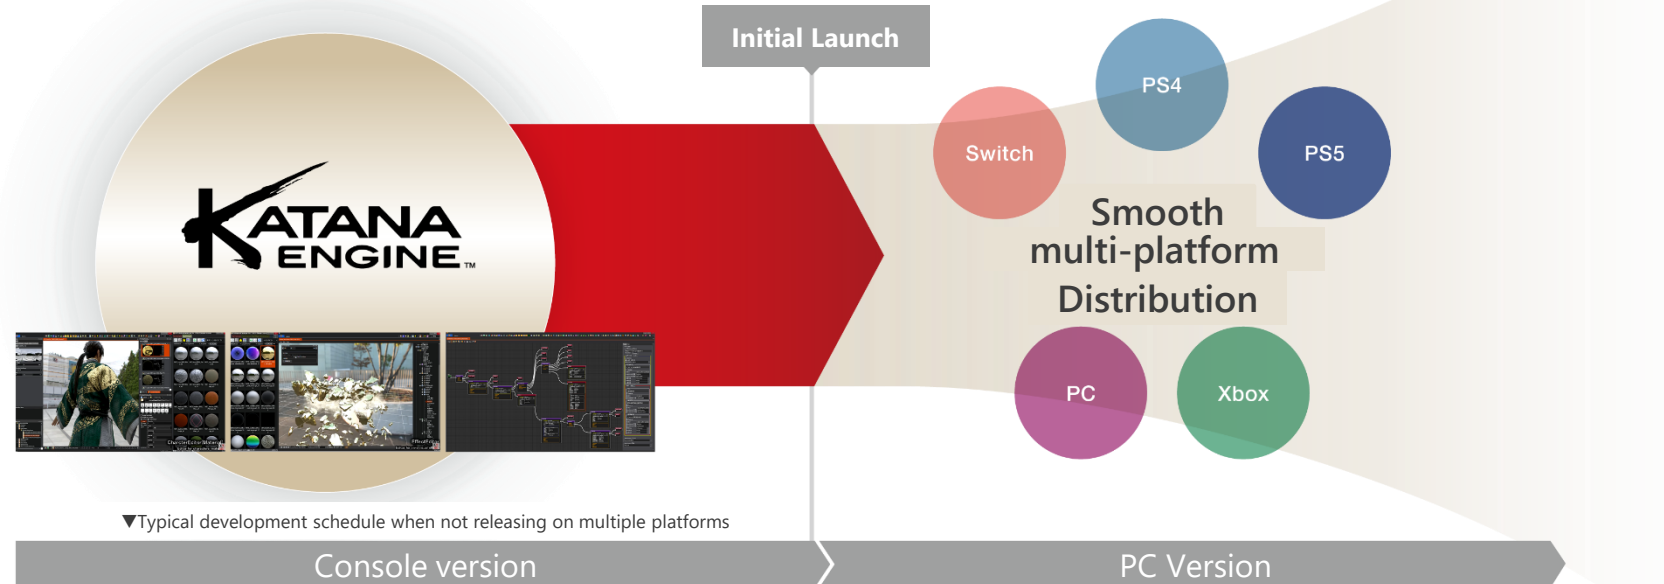 Initial Launch
PS4
Switch
PS5
KATANA
ENGINE™
Smooth
multi-platform
Distribution
PC
Xbox
▼Typical development schedule when not releasing on multiple platforms
Console version
PC Version